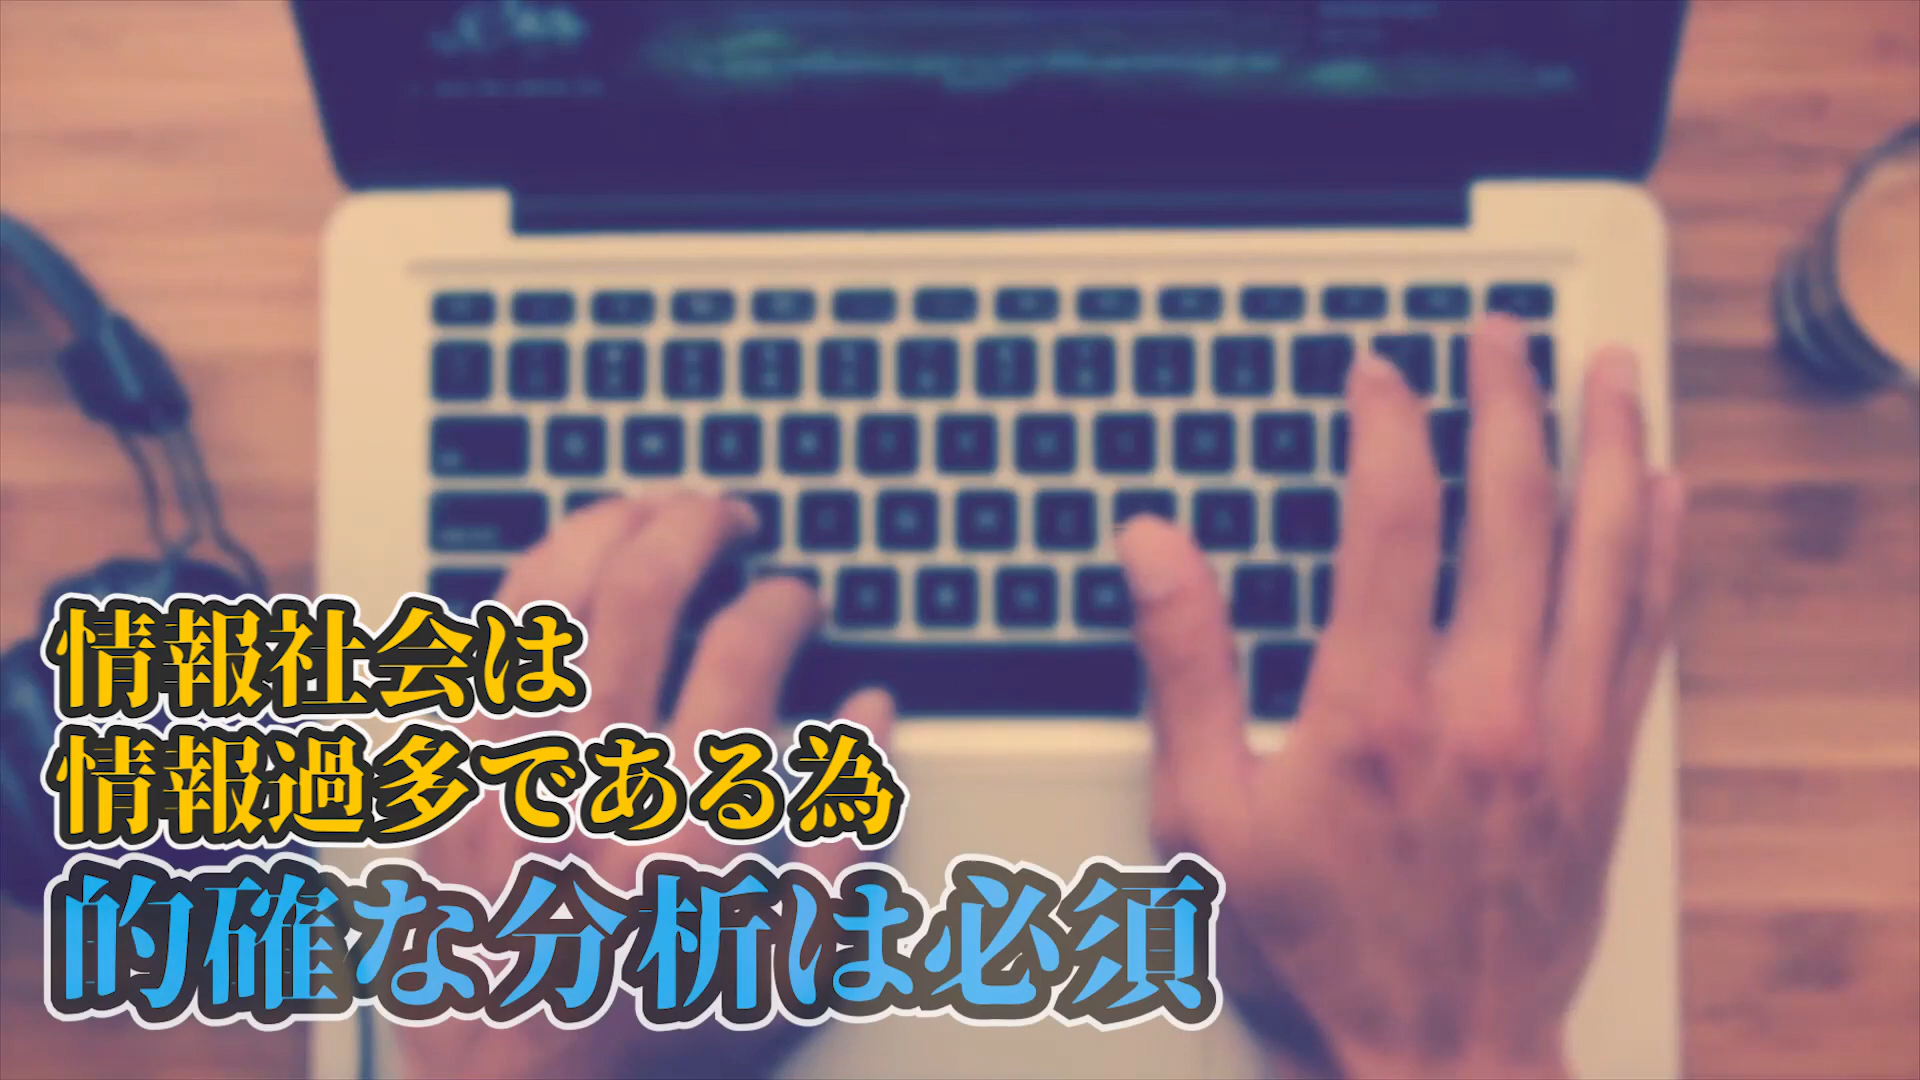 情報社会は
情報過多である為
的確な分析は必須